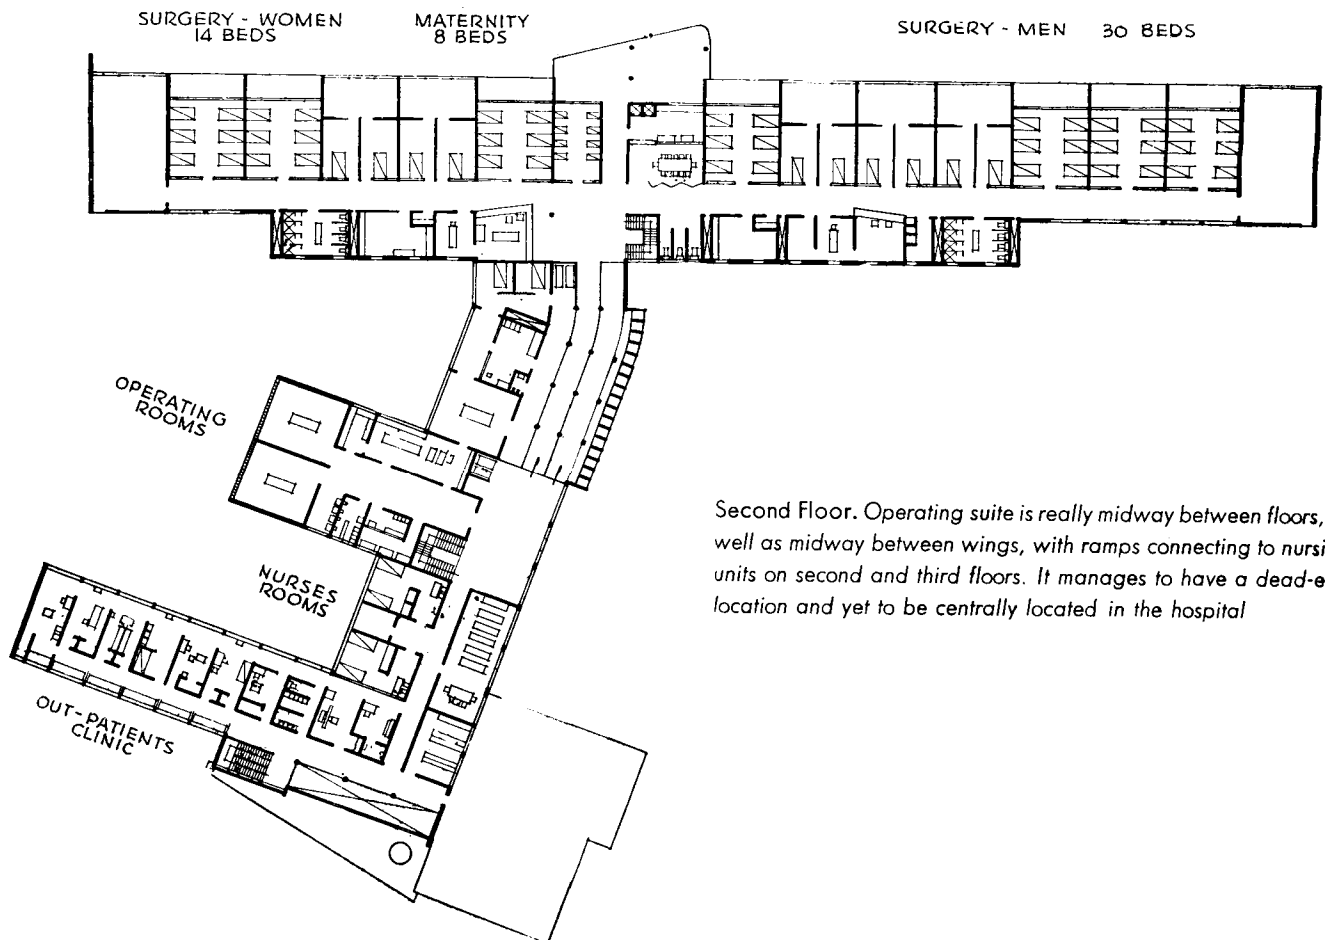 SURGERY - WOMEN
14 BEDS
MATERNITY
8 BEDS
SURGERY - MEN 30 BEDS
OPERATING
ROOMS
NURSES
ROOMS
OUT-PATIENTS
CLINIC
Second Floor. Operating suite is really midway between floors,
well as midway between wings, with ramps connecting to nursi
units on second and third floors. It manages to have a dead-e
location and yet to be centrally located in the hospital